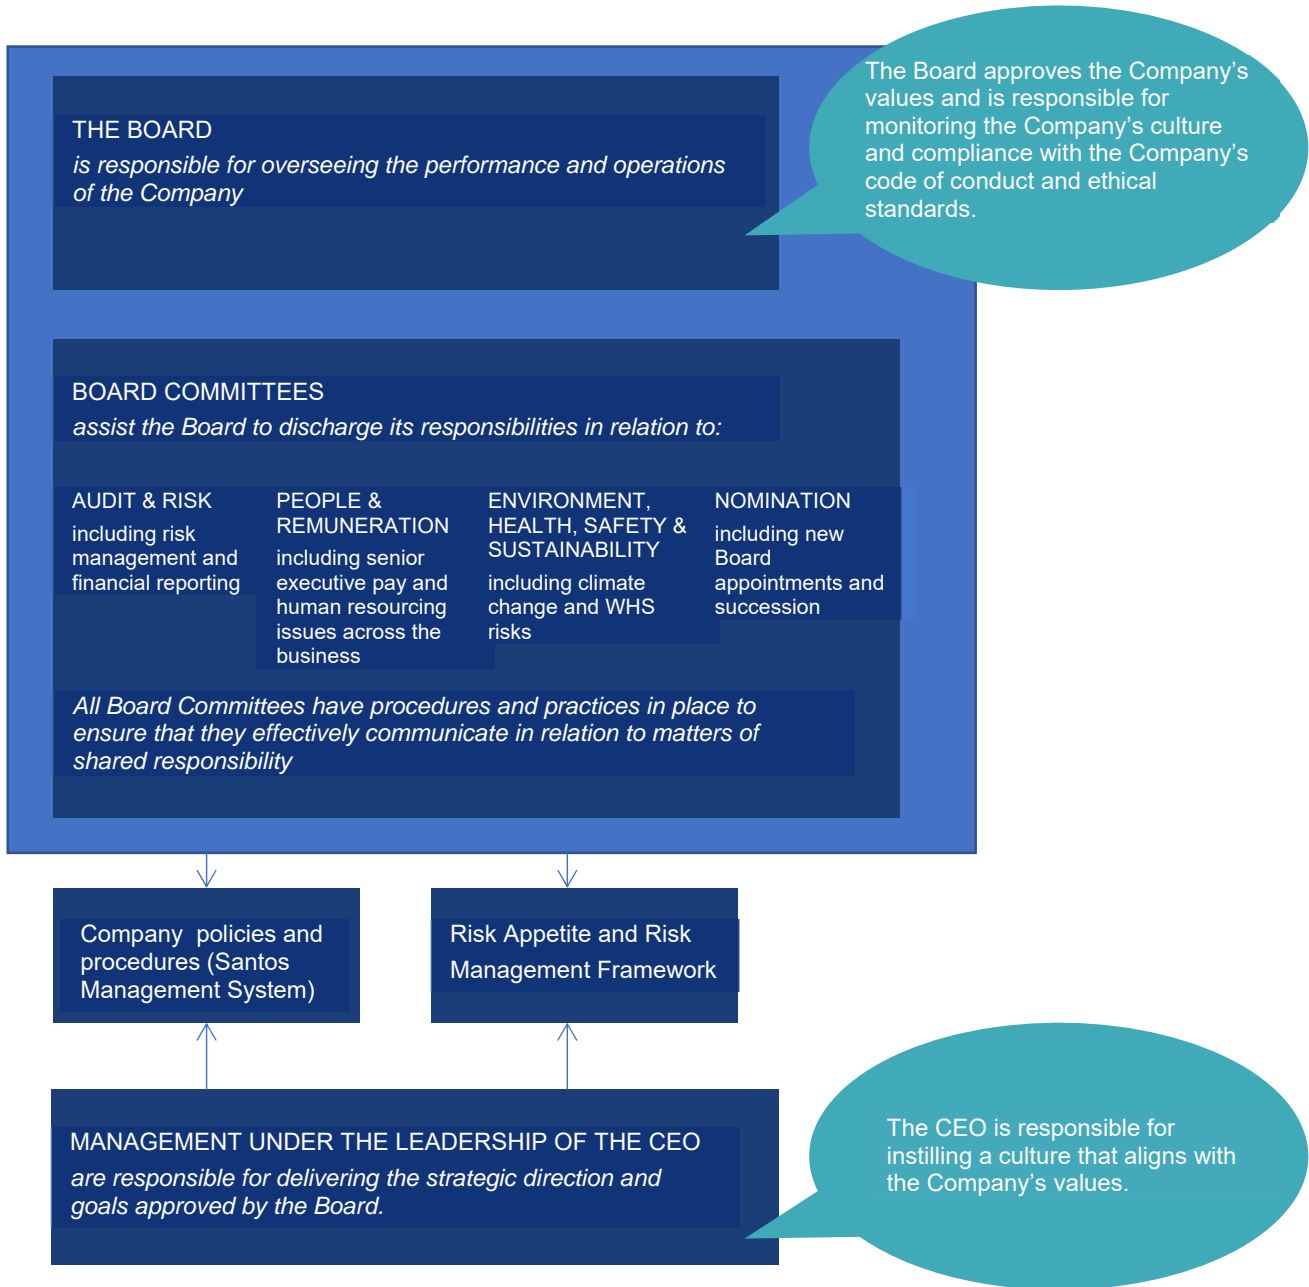 The Board approves the Company's
values and is responsible for
monitoring the Company's culture
and compliance with the Company's
code of conduct and ethical
standards.
THE BOARD
is responsible for overseeing the performance and operations
of the Company
BOARD COMMITTEES
assist the Board to discharge its responsibilities in relation to:
AUDIT & RISK
including risk
management and
financial reporting
PEOPLE &
REMUNERATION
including senior
executive pay and
human resourcing
issues across the
business
ENVIRONMENT,
HEALTH, SAFETY &
SUSTAINABILITY
including climate
change and WHS
risks
NOMINATION
including new
Board
appointments and
succession
All Board Committees have procedures and practices in place to
ensure that they effectively communicate in relation to matters of
shared responsibility
Company policies and
procedures (Santos
Management System)
Risk Appetite and Risk
Management Framework
MANAGEMENT UNDER THE LEADERSHIP OF THE CEO
are responsible for delivering the strategic direction and
goals approved by the Board.
The CEO is responsible for
instilling a culture that aligns with
the Company's values.